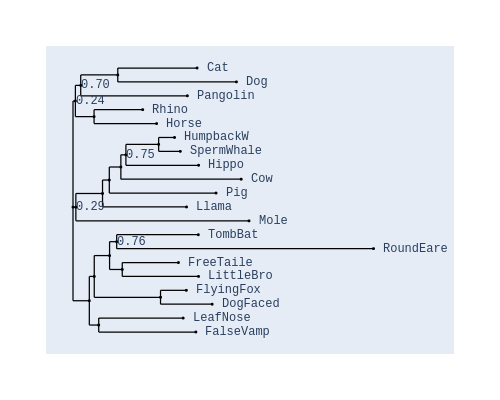 Cat
0.70 Dog
Pangolin
0.24
Rhino
Horse
HumpbackW
0.75 SpermWhale
Hippo
Cow
Pig
0.29 Llama
Mole
TombBat
0.76 RoundEare
FreeTaile
LittleBro
FlyingFox
DogFaced
LeafNose
FalseVamp